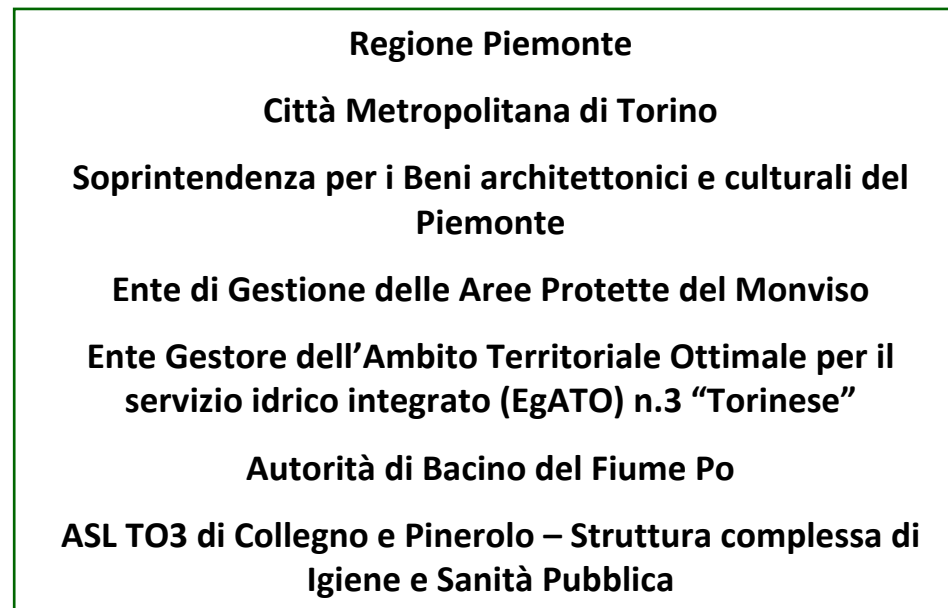 Regione Piemonte
Città Metropolitana di Torino
Soprintendenza per i Beni architettonici e culturali del
Piemonte
Ente di Gestione delle Aree Protette del Monviso
Ente Gestore dell’Ambito Territoriale Ottimale per il
servizio idrico integrato (EgATO) n.3 “Torinese”
Autorità di Bacino del Fiume Po
ASL TO3 di Collegno e Pinerolo – Struttura complessa di
Igiene e Sanità Pubblica